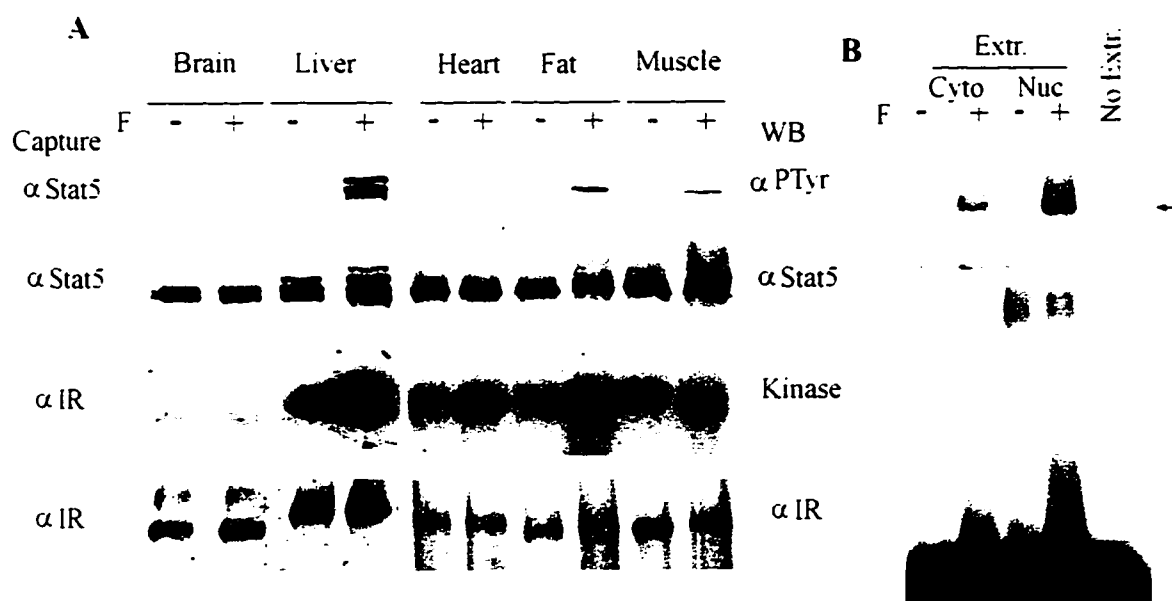 A
Brain Liver Heart Fat Muscle
F - + - + - + - + - +
Capture WB
α Stat5 α PTyr
α Stat5 α Stat5
α IR Kinase
α IR α IR
B
Extr.
No Extr.
Cyto Nuc
F - + - +